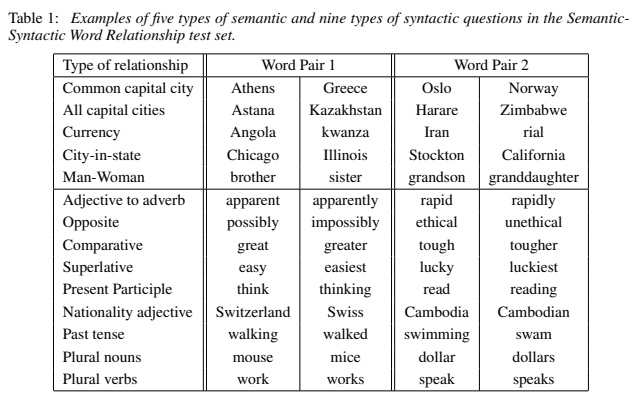 Table 1: Examples of five types of semantic and nine types of syntactic questions in the Semantic-
Syntactic Word Relationship test set.
Type of relationship Word Pair 1 Word Pair 2
Common capital city Athens Greece Oslo Norway
All capital cities Astana Kazakhstan Harare Zimbabwe
Currency Angola kwanza Iran rial
City-in-state Chicago Illinois Stockton California
Man-Woman brother sister grandson granddaughter
Adjective to adverb apparent apparently rapid rapidly
Opposite possibly impossibly ethical unethical
Comparative great greater tough tougher
Superlative easy easiest lucky luckiest
Present Participle think thinking read reading
Nationality adjective Switzerland Swiss Cambodia Cambodian
Past tense walking walked swimming swam
Plural nouns mouse mice dollar dollars
Plural verbs work works speak speaks